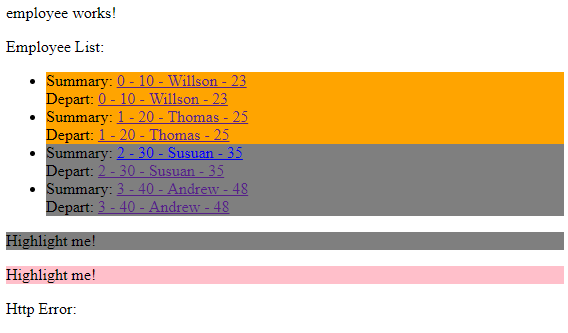 employee works!
Employee List:
Summary: 0 - 10 - Willson - 23
Depart: 0 - 10 - Willson - 23
Summary: 1 - 20 - Thomas - 25
Depart: 1 - 20 - Thomas - 25
Summary: 2 - 30 - Susuan - 35
Depart: 2 - 30 - Susuan - 35
Summary: 3 - 40 - Andrew - 48
Depart: 3 - 40 - Andrew - 48
Highlight me!
Highlight me!
Http Error: